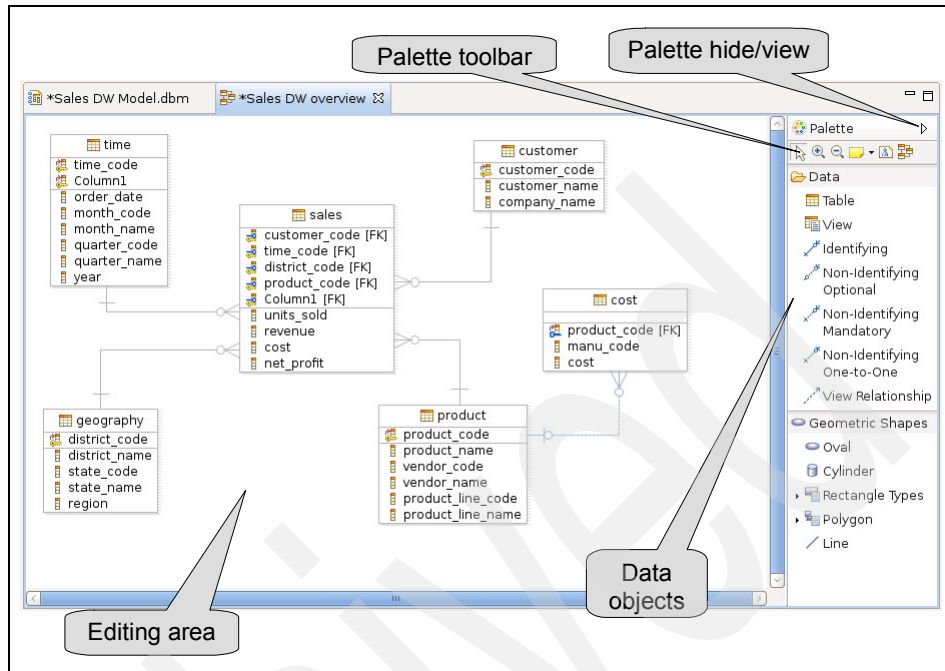 Palette toolbar
Palette hide/view
*Sales DW Model.dbm
*Sales DW overview
time
time_code
Column1
order_date
month_code
month_name
quarter_code
quarter_name
year
customer
customer_code
customer_name
company_name
sales
customer_code [FK]
time_code [FK]
district_code [FK]
product_code [FK]
Column1 [FK]
units_sold
revenue
cost
net_profit
cost
product_code [FK]
manu_code
cost
geography
district_code
district_name
state_code
state_name
region
product
product_code
product_name
vendor_code
vendor_name
product_line_code
product_line_name
Palette
Data
Table
View
Identifying
Non-Identifying
Optional
Non-Identifying
Mandatory
Non-Identifying
One-to-One
View Relationship
Geometric Shapes
Oval
Cylinder
Rectangle Types
Polygon
Line
Editing area
Data
objects